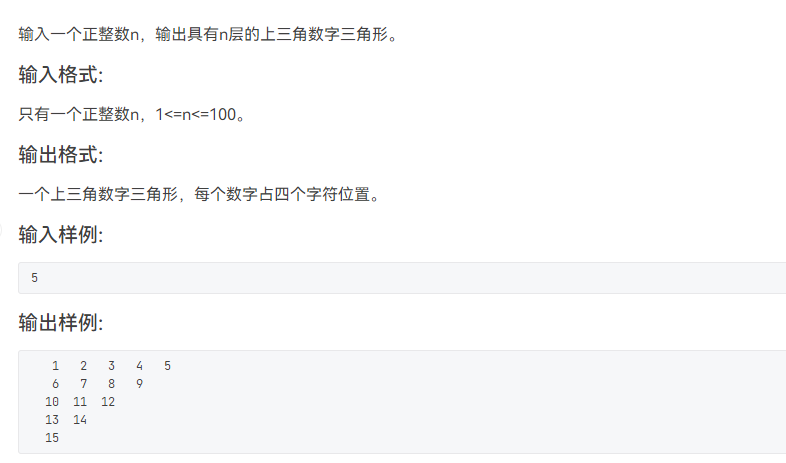 输入一个正整数n，输出具有n层的上三角数字三角形。
输入格式:
只有一个正整数n，1<=n<=100。
输出格式:
一个上三角数字三角形，每个数字占四个字符位置。
输入样例:
5
输出样例:
   1   2   3   4   5
   6   7   8   9
  10  11  12
  13  14
  15